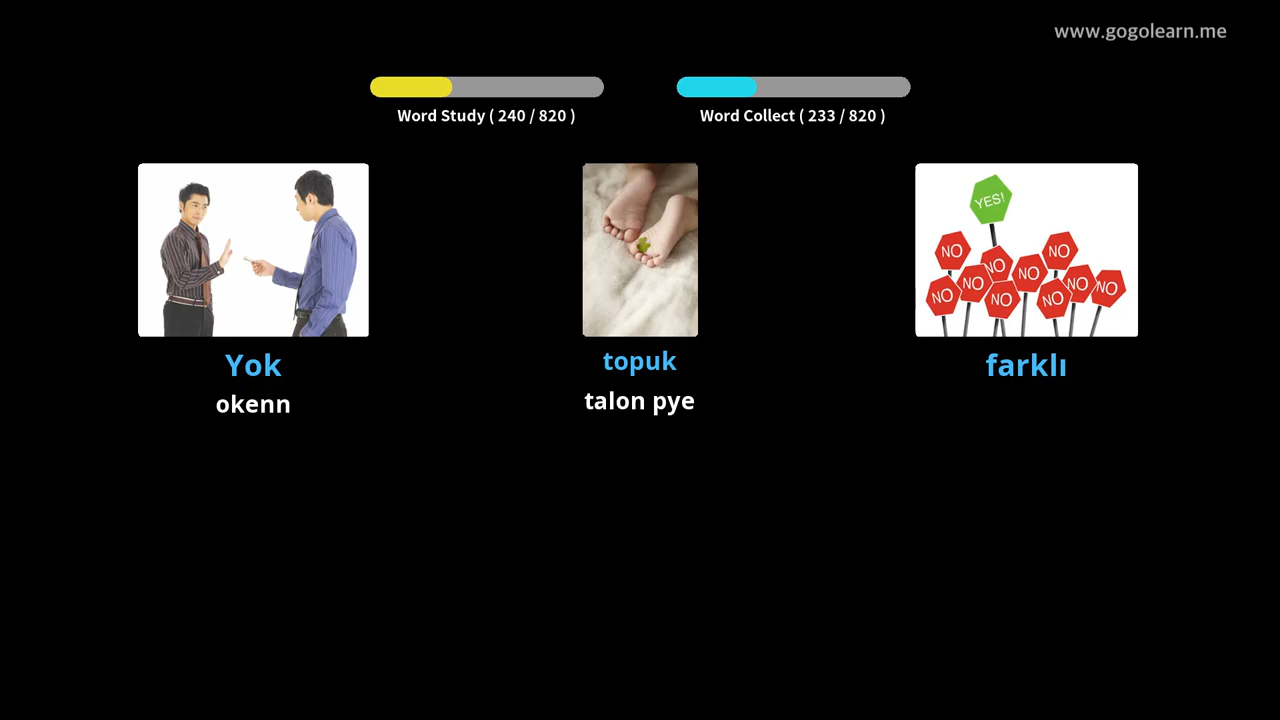 www.gogolearn.me
Word Study ( 240 / 820 )
Word Collect ( 233 / 820 )
YES!
NO
NO
NO
NO
NO
NO
NO
NO
NO
NO
Yok
okenn
topuk
talon pye
farklı